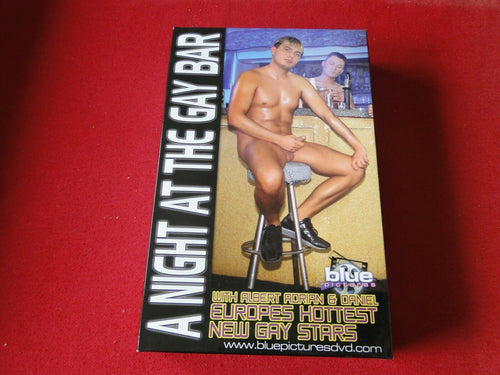 A NIGHT AT THE GAY BAR
blue
pictures
WITH ALBERT ADRIAN & DANIEL
EUROPES HOTTEST
NEW GAY STARS
www.bluepicturesdvd.com